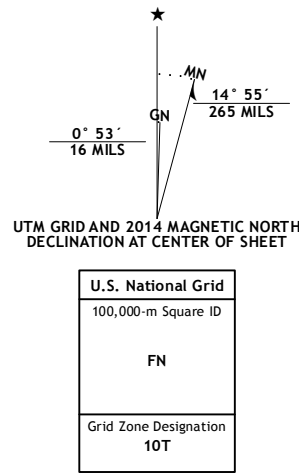 MN
GN
14° 55´
265 MILS
0° 53´
16 MILS
UTM GRID AND 2014 MAGNETIC NORTH
DECLINATION AT CENTER OF SHEET
U.S. National Grid
100,000-m Square ID
FN
Grid Zone Designation
10T